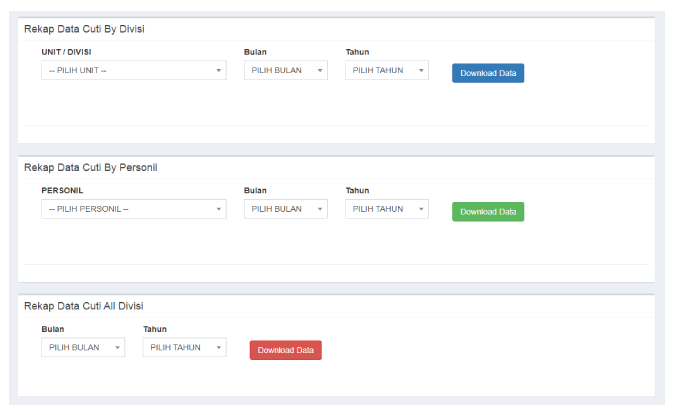 Rekap Data Cuti By Divisi
UNIT / DIVISI Bulan Tahun
-- PILIH UNIT -- PILIH BULAN PILIH TAHUN Download Data
Rekap Data Cuti By Personil
PERSONIL Bulan Tahun
-- PILIH PERSONIL -- PILIH BULAN PILIH TAHUN Download Data
Rekap Data Cuti All Divisi
Bulan Tahun
PILIH BULAN PILIH TAHUN Download Data